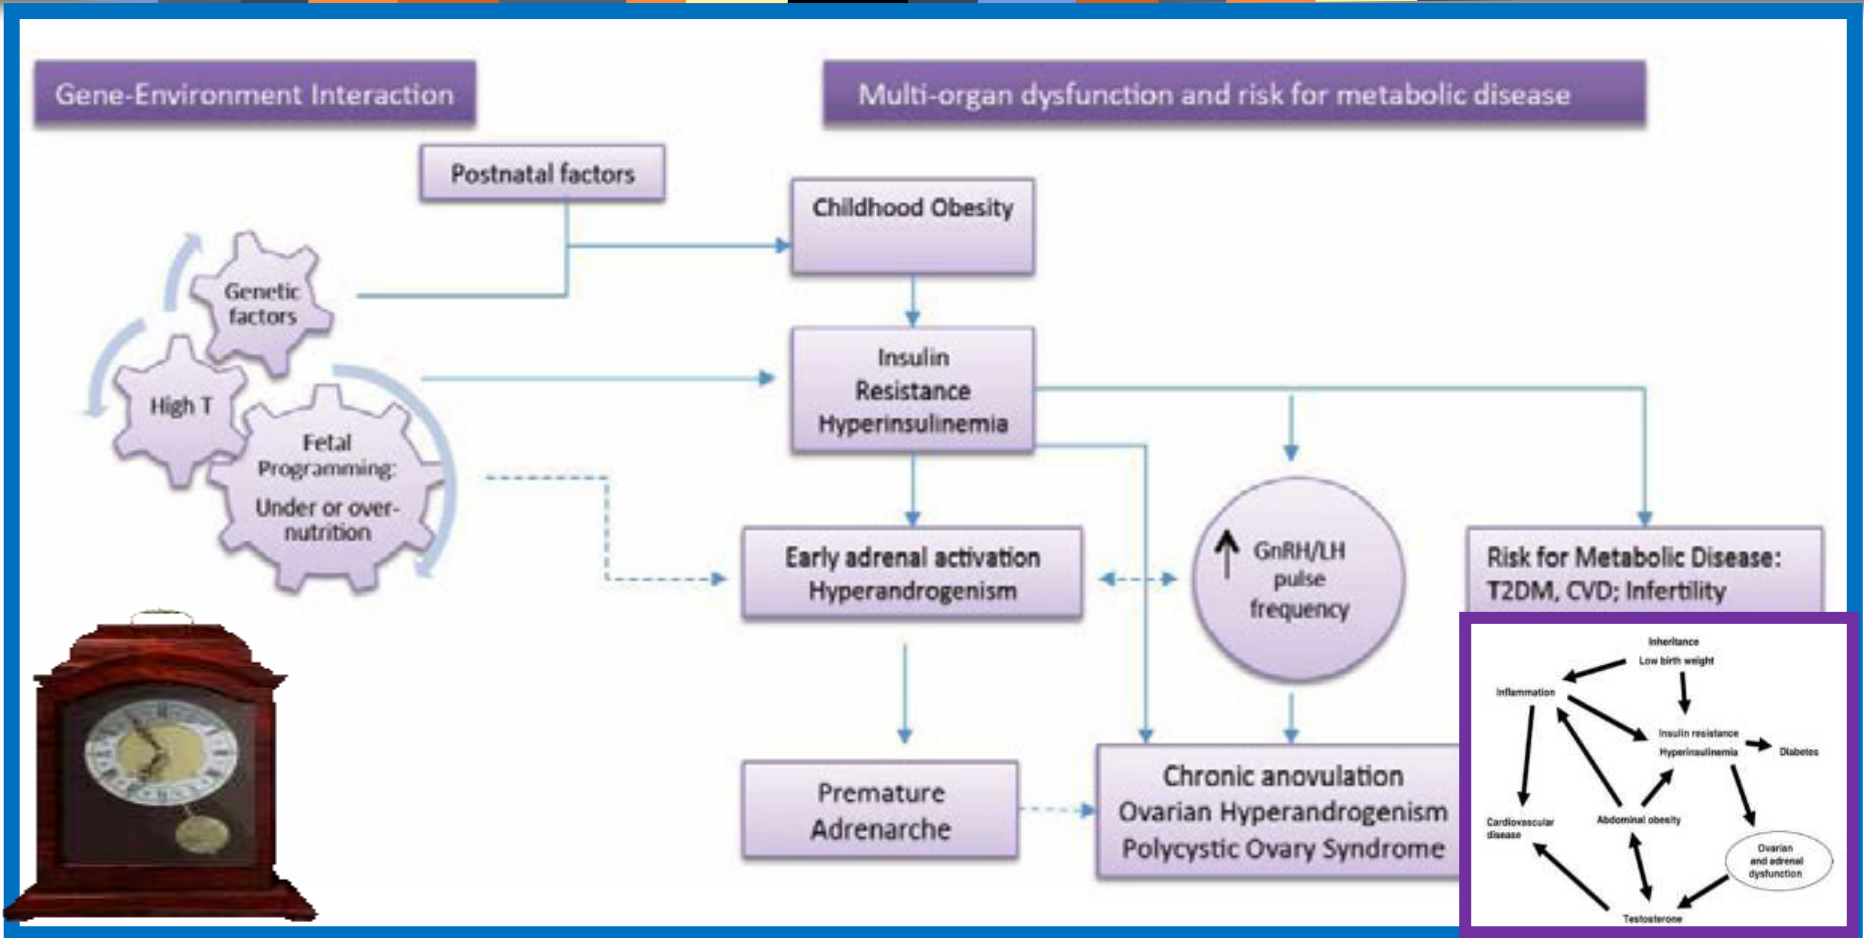 Gene-Environment Interaction
Multi-organ dysfunction and risk for metabolic disease
Postnatal factors
Childhood Obesity
Genetic
factors
High T
Fetal
Programming:
Under or over-
nutrition
Insulin
Resistance
Hyperinsulinemia
Early adrenal activation
Hyperandrogenism
GnRH/LH
pulse
frequency
Risk for Metabolic Disease:
T2DM, CVD; Infertility
Premature
Adrenarche
Chronic anovulation
Ovarian Hyperandrogenism
Polycystic Ovary Syndrome
Inheritance
Low birth weight
Inflammation
Insulin resistance
Hyperinsulinemia
Diabetes
Cardiovascular
disease
Abdominal obesity
Ovarian
and adrenal
dysfunction
Testosterone